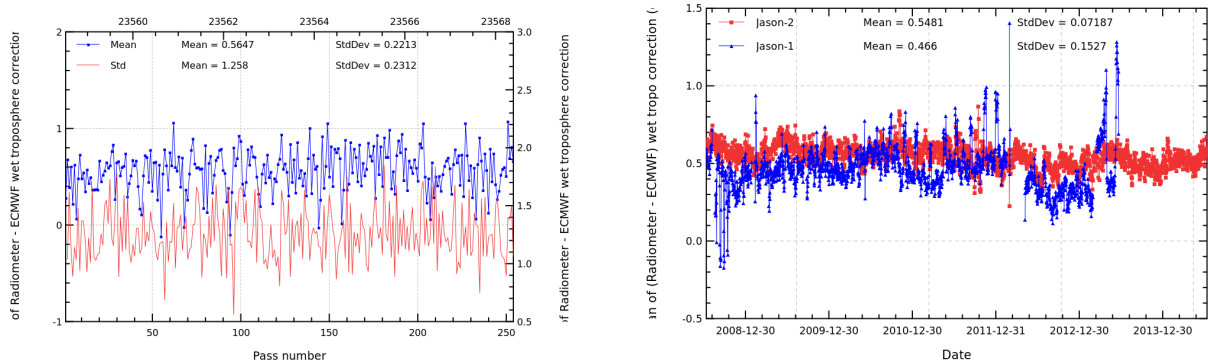 23560 23562 23564 23566 23568
2 3.0
Mean Mean = 0.5647 StdDev = 0.2213
Std Mean = 1.258 StdDev = 0.2312
2.5
1 2.0
1.5
0
1.0
-1 0.5
50 100 150 200 250
Pass number
of Radiometer - ECMWF wet troposphere correction
of Radiometer - ECMWF wet troposphere correction
1.5
Jason-2 Mean = 0.5481 StdDev = 0.07187
Jason-1 Mean = 0.466 StdDev = 0.1527
1.0
0.5
0.0
-0.5
2008-12-30 2009-12-30 2010-12-30 2011-12-31 2012-12-30 2013-12-30
Date
an of (Radiometer - ECMWF) wet tropo correction (